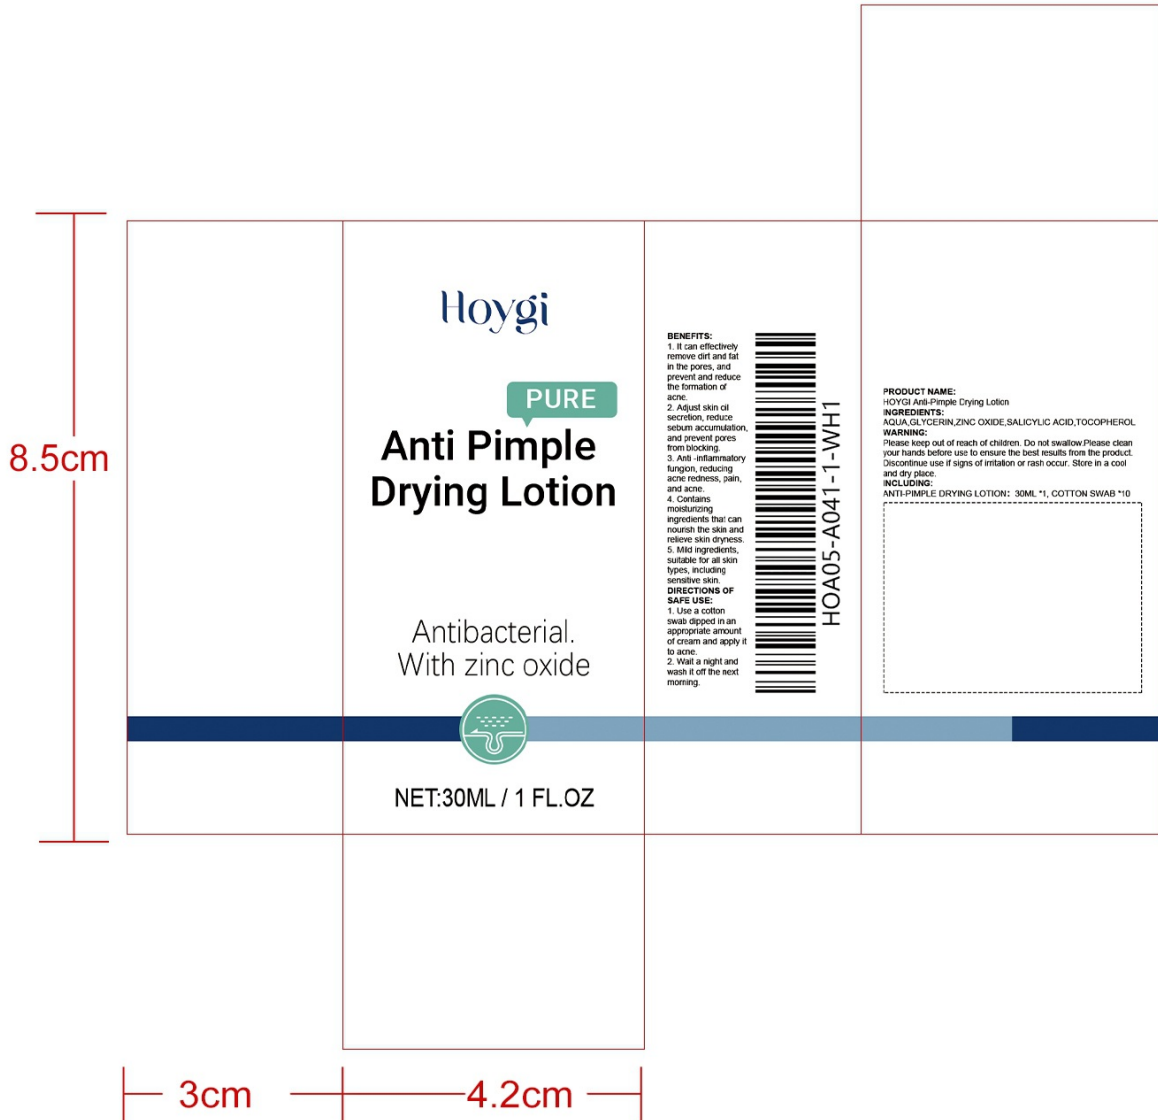 Hoygi
PURE
Anti Pimple
Drying Lotion
Antibacterial.
With zinc oxide
NET:30ML / 1 FL.OZ
BENEFITS:
1. It can effectively
remove dirt and fat
in the pores, and
prevent and reduce
the formation of
acne.
2. Adjust skin oil
secretion, reduce
sebum accumulation,
and prevent pores
from blocking.
3. Anti -inflammatory
fungion, reducing
acne redness, pain,
and acne.
4. Contains
moisturizing
ingredients that can
nourish the skin and
relieve skin dryness.
5. Mild ingredients,
suitable for all skin
types, including
sensitive skin.
DIRECTIONS OF
SAFE USE:
1. Use a cotton
swab dipped in an
appropriate amount
of cream and apply it
to acne.
2. Wait a night and
wash it off the next
morning.
HOA05-A041-1-WH1
PRODUCT NAME:
HOYGI Anti-Pimple Drying Lotion
INGREDIENTS:
AQUA,GLYCERIN,ZINC OXIDE,SALICYLIC ACID,TOCOPHEROL
WARNING:
Please keep out of reach of children. Do not swallow.Please clean
your hands before use to ensure the best results from the product.
Discontinue use if signs of irritation or rash occur. Store in a cool
and dry place.
INCLUDING:
ANTI-PIMPLE DRYING LOTION：30ML *1, COTTON SWAB *10
8.5cm
3cm
4.2cm